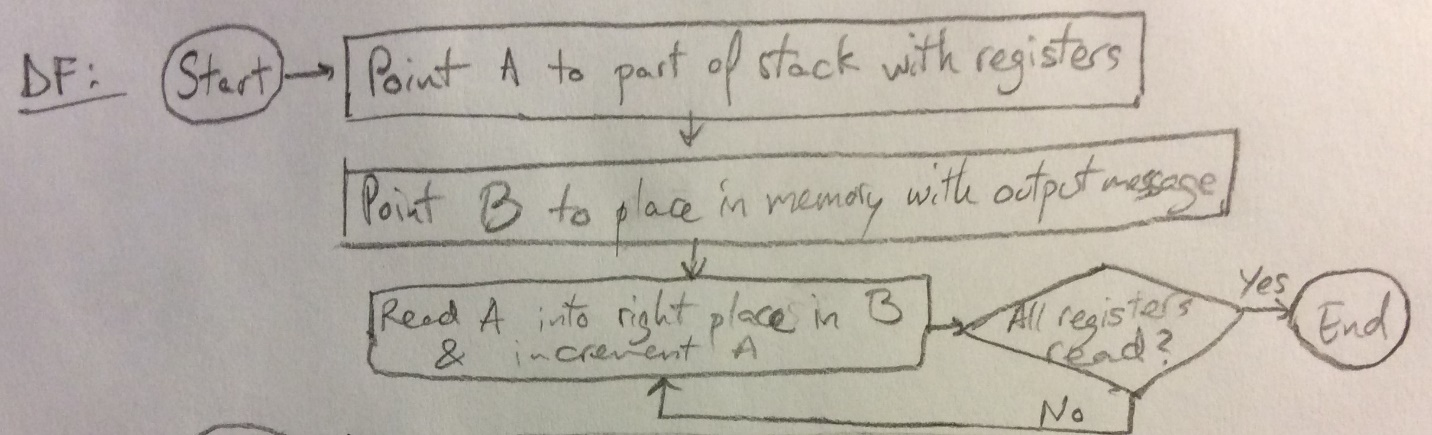 DF: Start Point A to part of stack with registers
Point B to place in memory with output message
Read A into right place in B
& increment A
All registers
read?
Yes
End
No